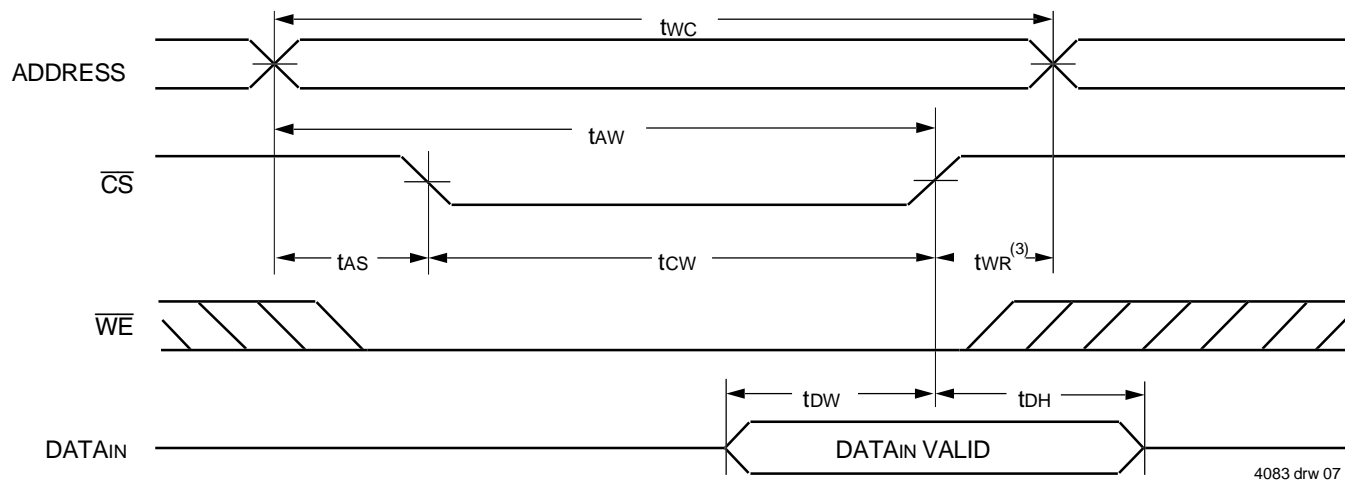 tWC
ADDRESS
tAW
CS
tAS
tCW
tWR(3)
WE
tDW
tDH
DATAIN
DATAIN VALID
4083 drw 07